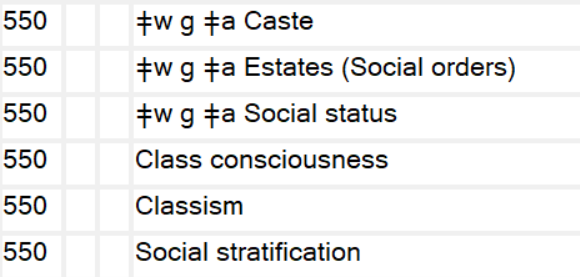 550 ‡w g ‡a Caste
550 ‡w g ‡a Estates (Social orders)
550 ‡w g ‡a Social status
550 Class consciousness
550 Classism
550 Social stratification